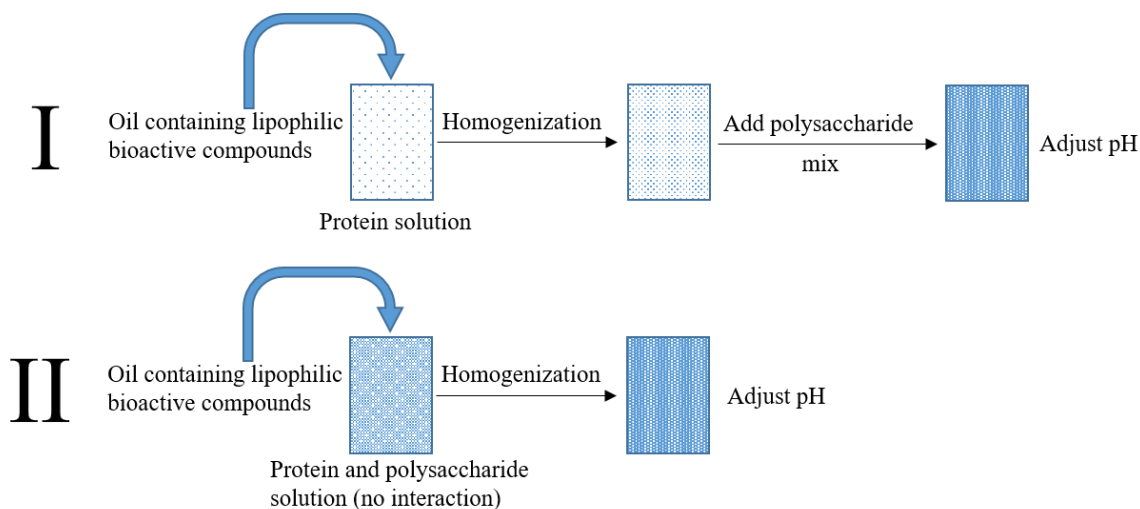 I
Oil containing lipophilic
bioactive compounds
Protein solution
Homogenization
Add polysaccharide
mix
Adjust pH
II
Oil containing lipophilic
bioactive compounds
Protein and polysaccharide
solution (no interaction)
Homogenization
Adjust pH